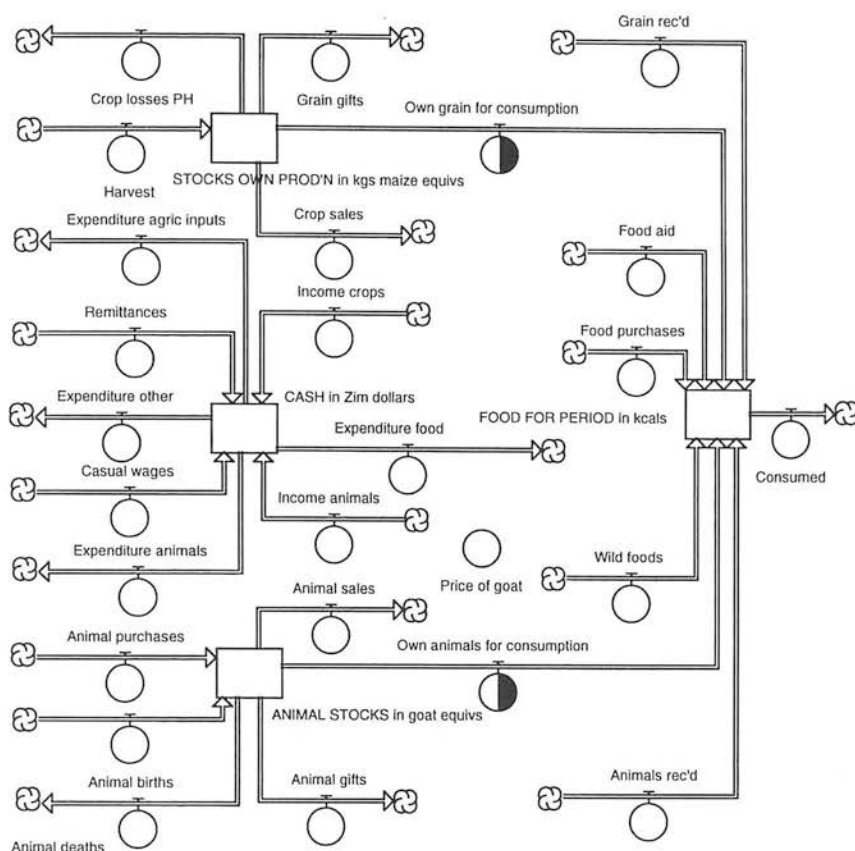 Grain rec'd
Crop losses PH
Grain gifts
Own grain for consumption
Harvest
STOCKS OWN PROD'N in kgs maize equivs
Expenditure agric inputs
Crop sales
Food aid
Remittances
Income crops
Food purchases
Expenditure other
CASH in Zim dollars
FOOD FOR PERIOD in kcals
Expenditure food
Casual wages
Consumed
Income animals
Expenditure animals
Price of goat
Wild foods
Animal sales
Animal purchases
Own animals for consumption
ANIMAL STOCKS in goat equivs
Animal births
Animal gifts
Animals rec'd
Animal deaths